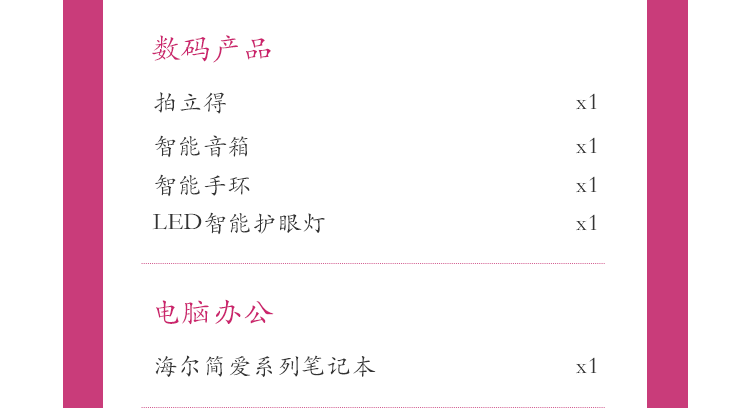 数码产品
拍立得 x1
智能音箱 x1
智能手环 x1
LED智能护眼灯 x1
电脑办公
海尔简爱系列笔记本 x1